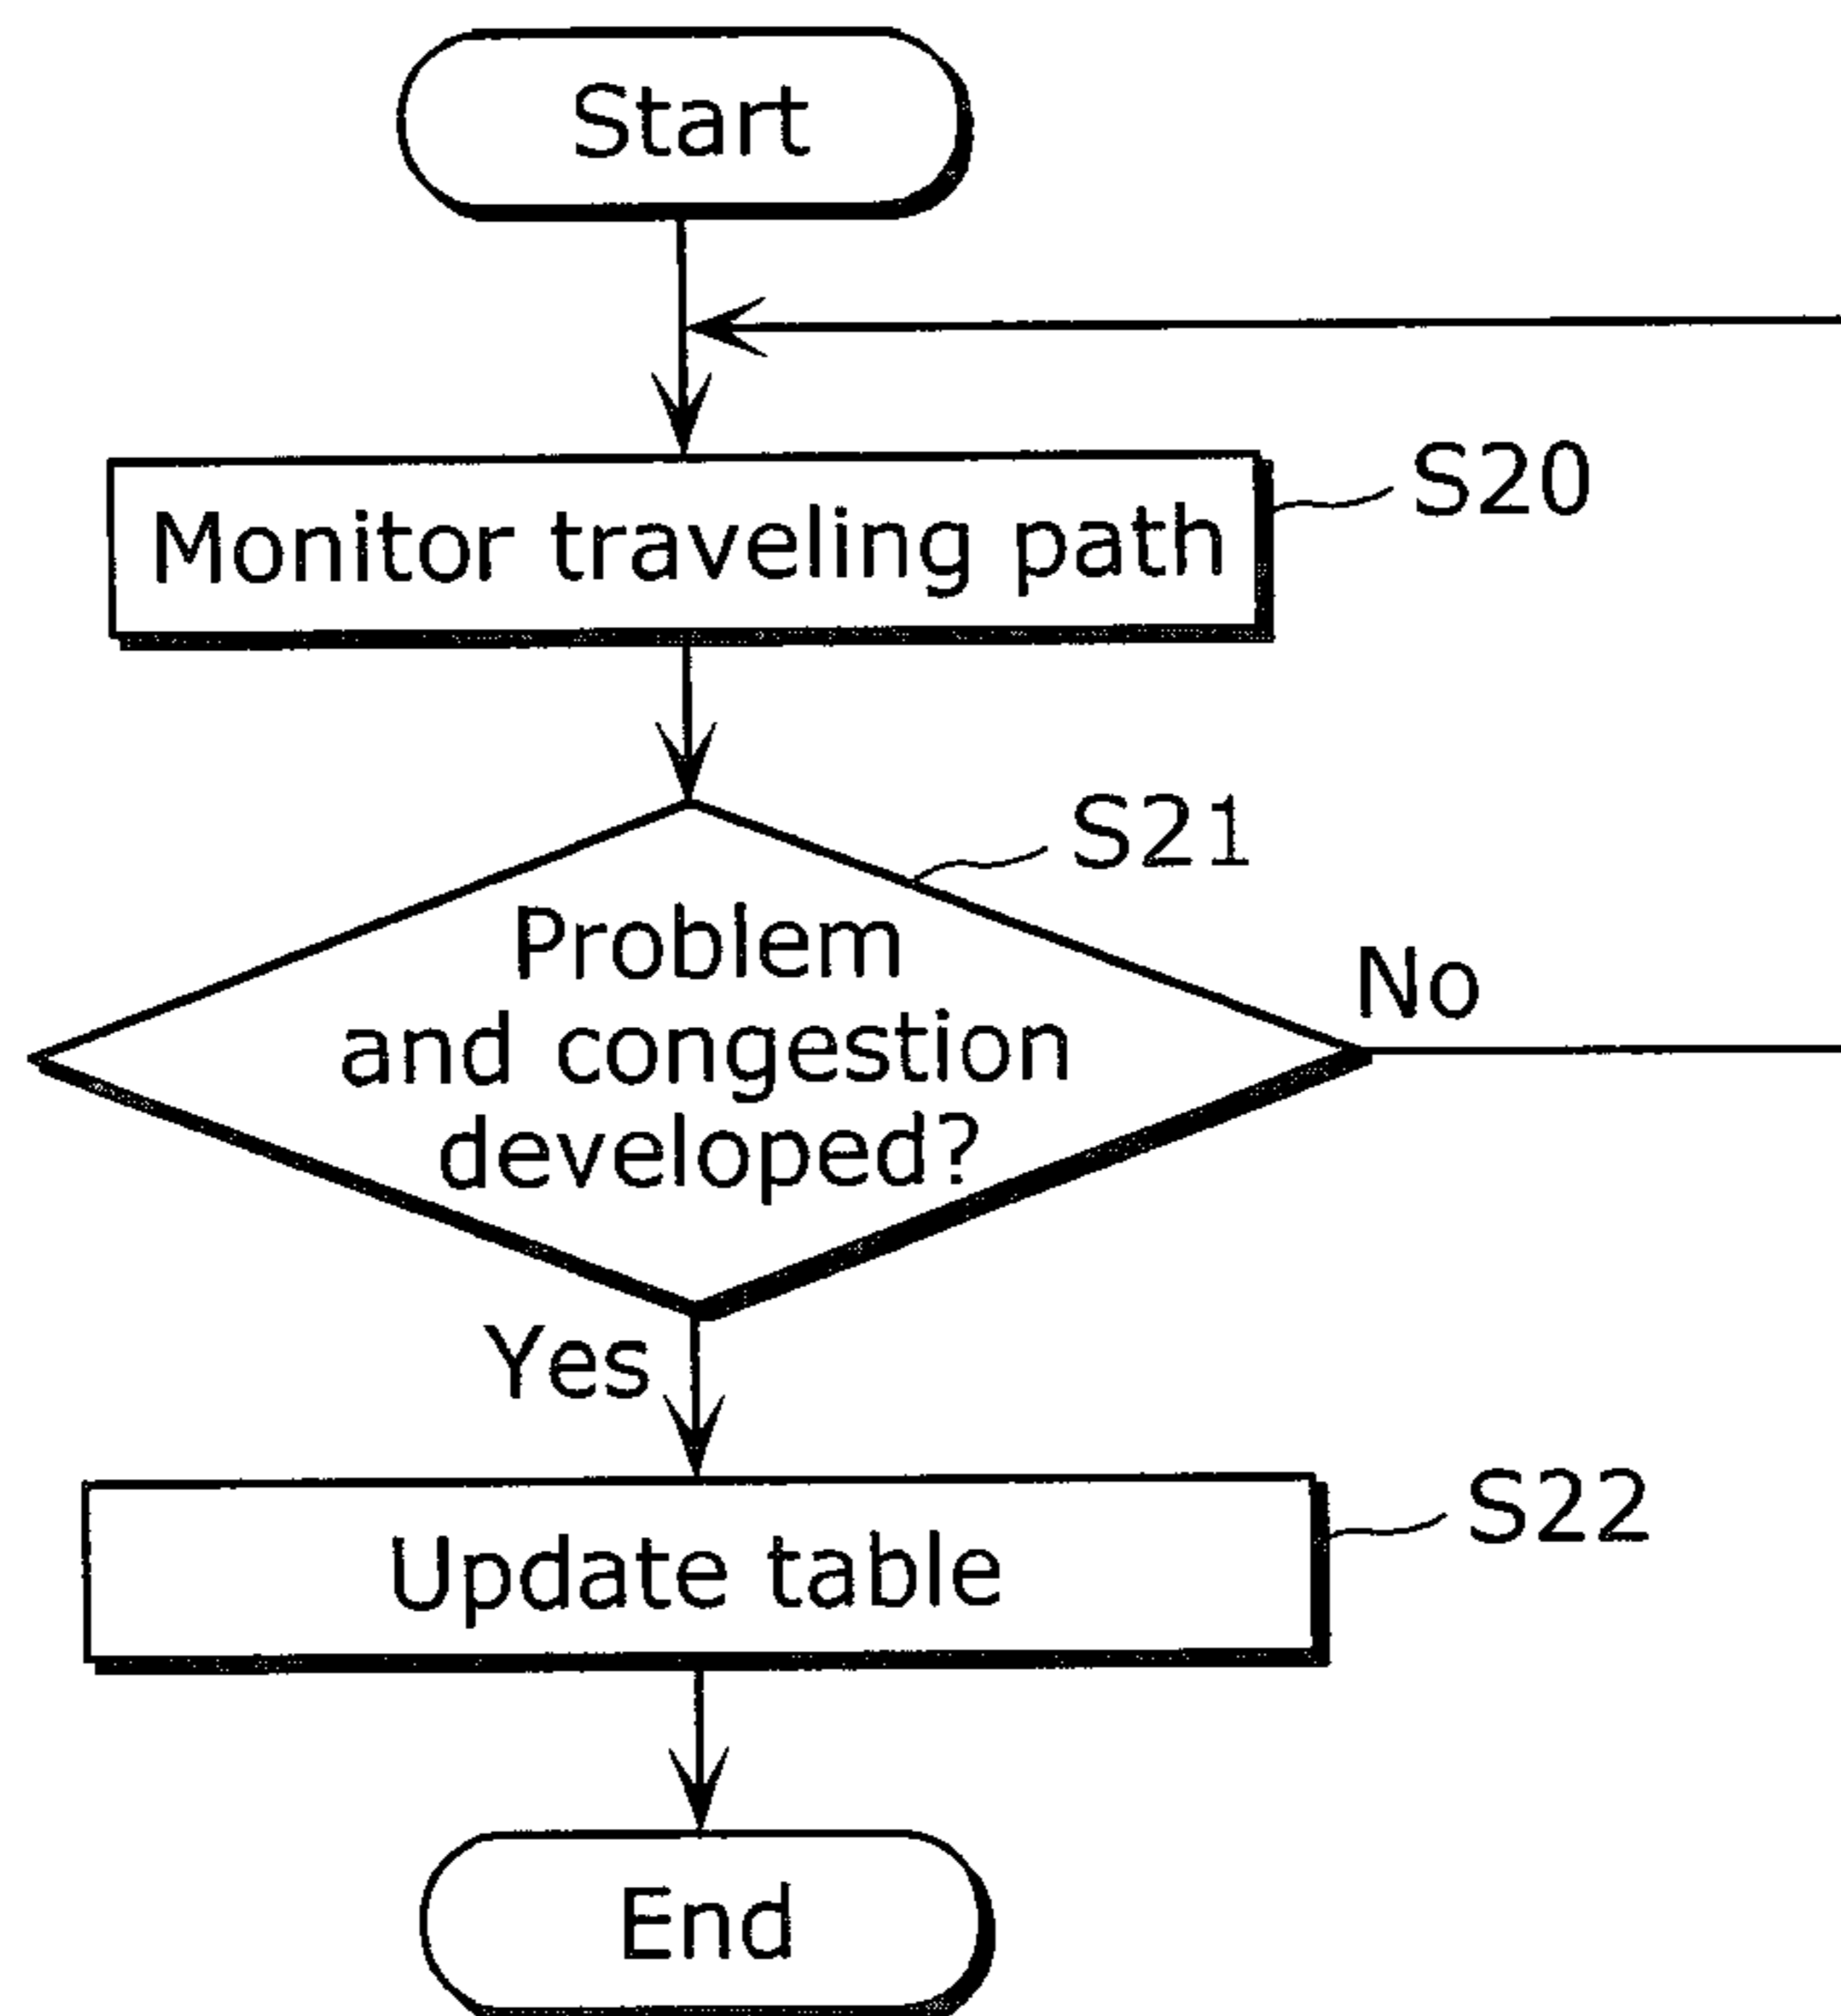 Start
Monitor traveling path
S20
S21
Problem
and congestion
developed?
No
Yes
Update table
S22
End